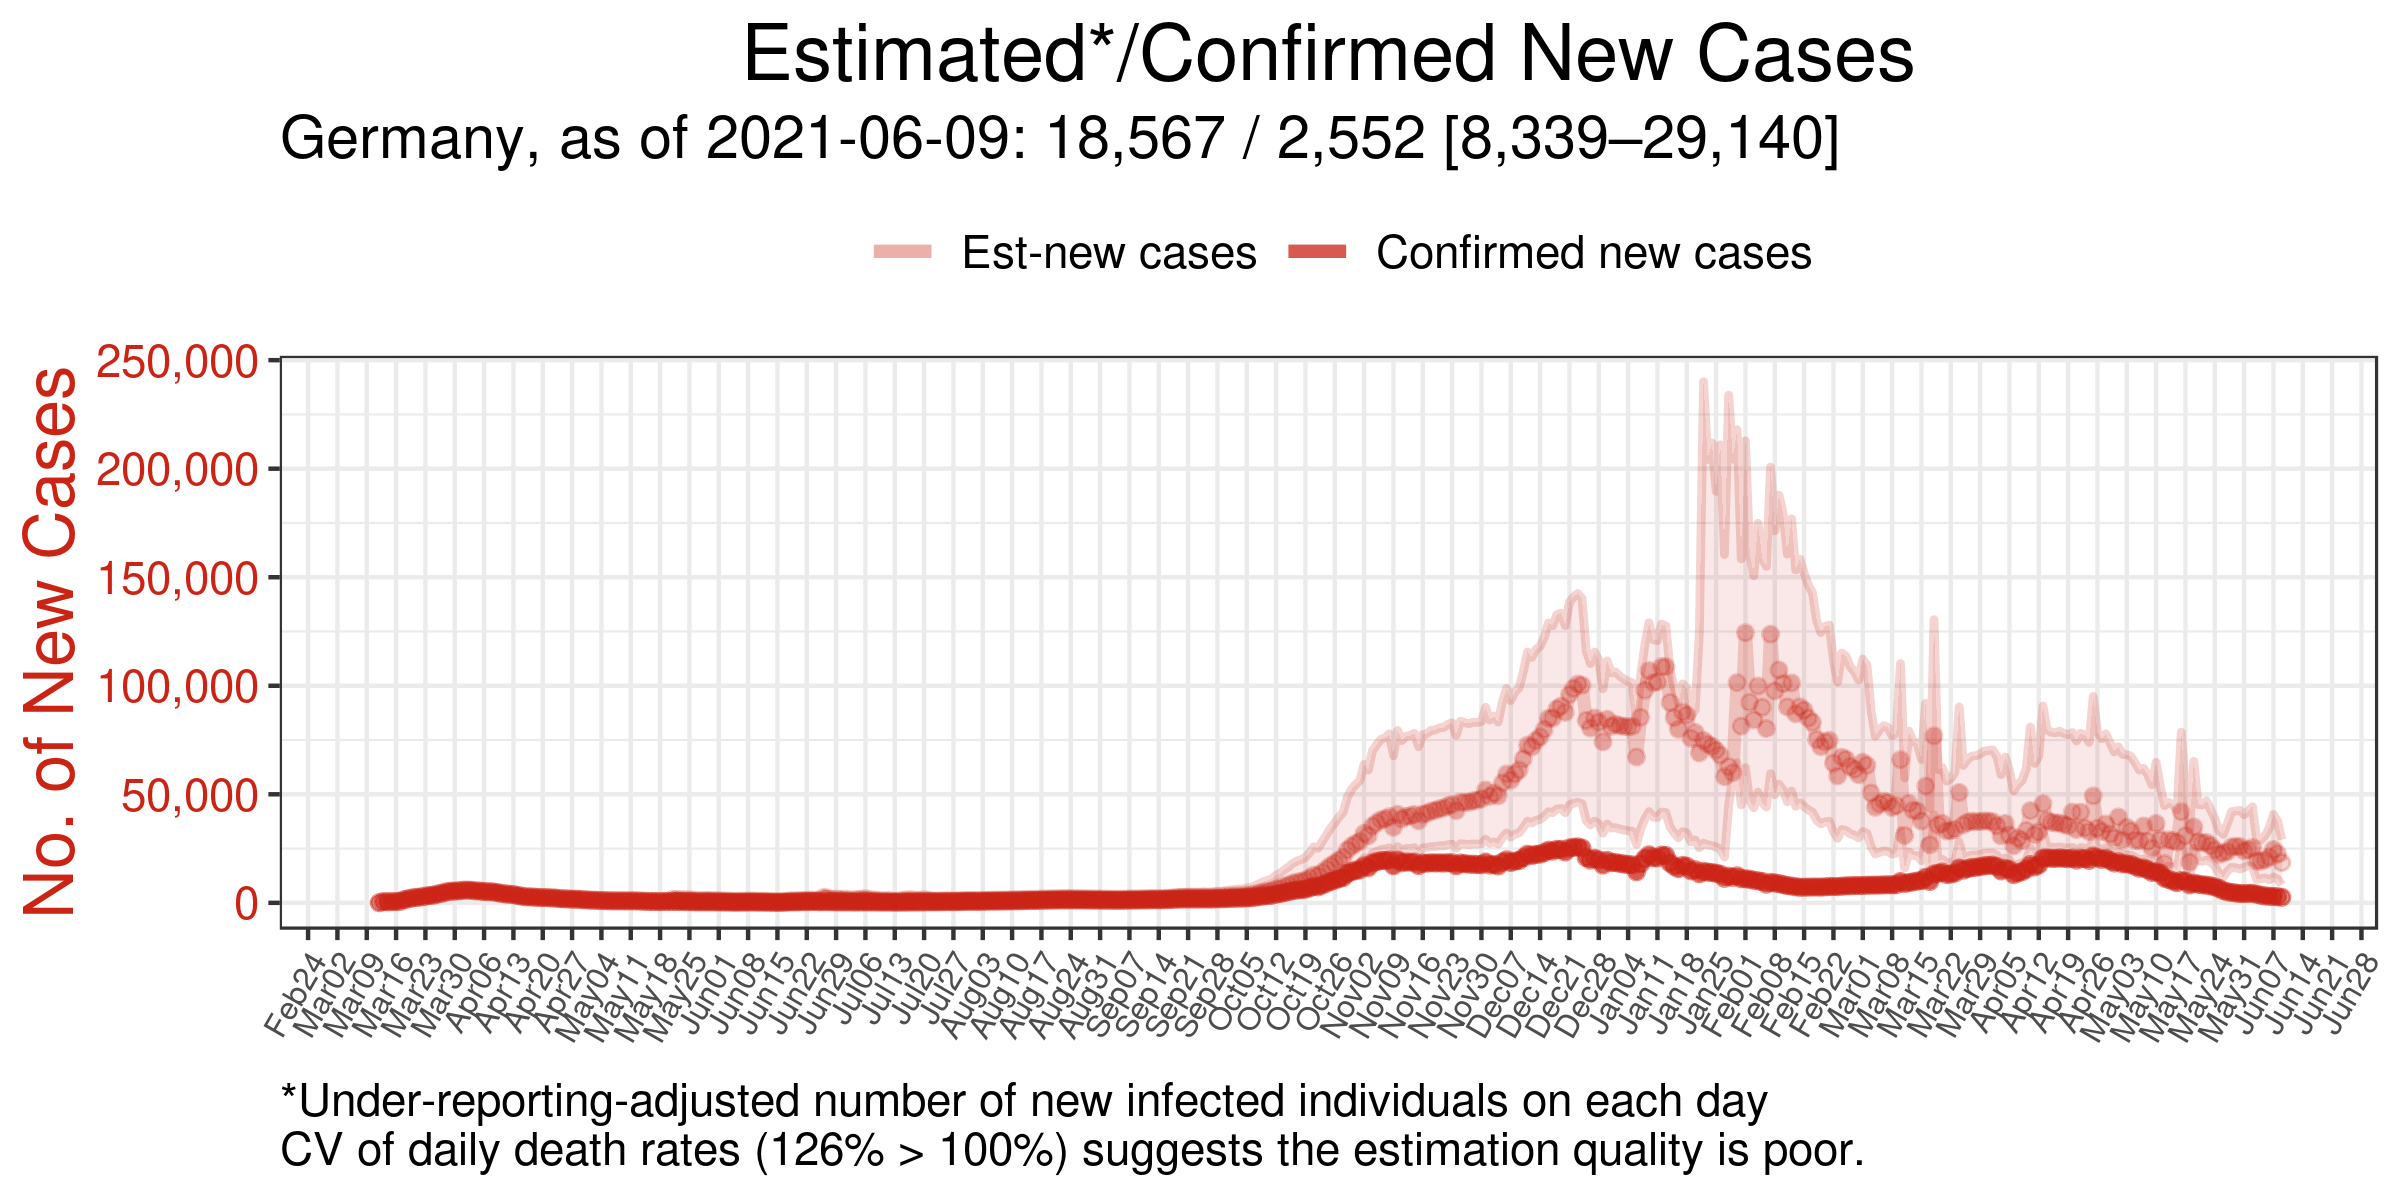 Estimated*/Confirmed New Cases
Germany, as of 2021-06-09: 18,567 / 2,552 [8,339–29,140]
Est-new cases
Confirmed new cases
No. of New Cases
250,000
200,000
150,000
100,000
50,000
0
Feb24
Mar02
Mar09
Mar16
Mar23
Mar30
Apr06
Apr13
Apr20
Apr27
May04
May11
May18
May25
Jun01
Jun08
Jun15
Jun22
Jun29
Jul06
Jul13
Jul20
Jul27
Aug03
Aug10
Aug17
Aug24
Aug31
Sep07
Sep14
Sep21
Sep28
Oct05
Oct12
Oct19
Oct26
Nov02
Nov09
Nov16
Nov23
Nov30
Dec07
Dec14
Dec21
Dec28
Jan04
Jan11
Jan18
Jan25
Feb01
Feb08
Feb15
Feb22
Mar01
Mar08
Mar15
Mar22
Mar29
Apr05
Apr12
Apr19
Apr26
May03
May10
May17
May24
May31
Jun07
Jun14
Jun21
Jun28
*Under-reporting-adjusted number of new infected individuals on each day
CV of daily death rates (126% > 100%) suggests the estimation quality is poor.